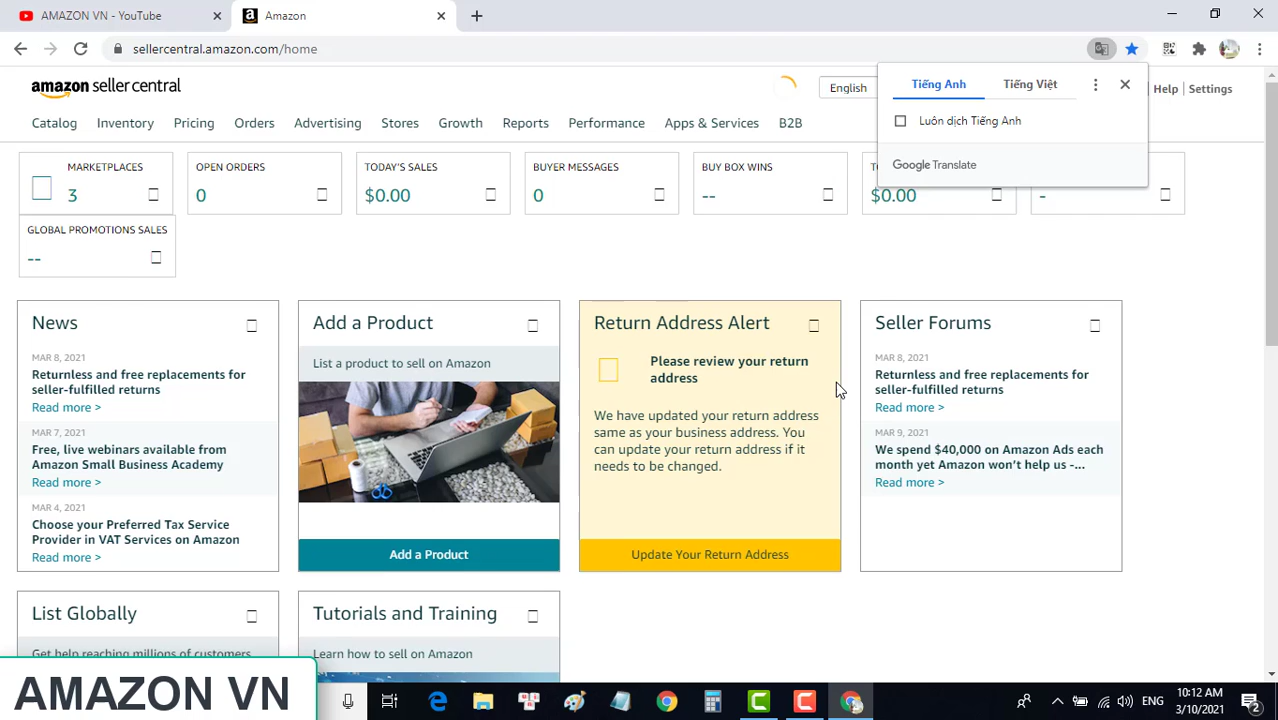 AMAZON VN - YouTube
Amazon
sellercentral.amazon.com/home
amazon seller central
English
Tiếng Anh
Tiếng Việt
Help
Settings
Luôn dịch Tiếng Anh
Google Translate
Catalog
Inventory
Pricing
Orders
Advertising
Stores
Growth
Reports
Performance
Apps & Services
B2B
MARKETPLACES
3
OPEN ORDERS
0
TODAY'S SALES
$0.00
BUYER MESSAGES
0
BUY BOX WINS
--
$0.00
-
GLOBAL PROMOTIONS SALES
--
News
MAR 8, 2021
Returnless and free replacements for
seller-fulfilled returns
Read more >
MAR 7, 2021
Free, live webinars available from
Amazon Small Business Academy
Read more >
MAR 4, 2021
Choose your Preferred Tax Service
Provider in VAT Services on Amazon
Read more >
Add a Product
List a product to sell on Amazon
Add a Product
Return Address Alert
Please review your return
address
We have updated your return address
same as your business address. You
can update your return address if it
needs to be changed.
Update Your Return Address
Seller Forums
MAR 8, 2021
Returnless and free replacements for
seller-fulfilled returns
Read more >
MAR 9, 2021
We spend $40,000 on Amazon Ads each
month yet Amazon won't help us -...
Read more >
List Globally
Get help reaching millions of customers
Tutorials and Training
Learn how to sell on Amazon
AMAZON VN
ENG
10:12 AM
3/10/2021
2